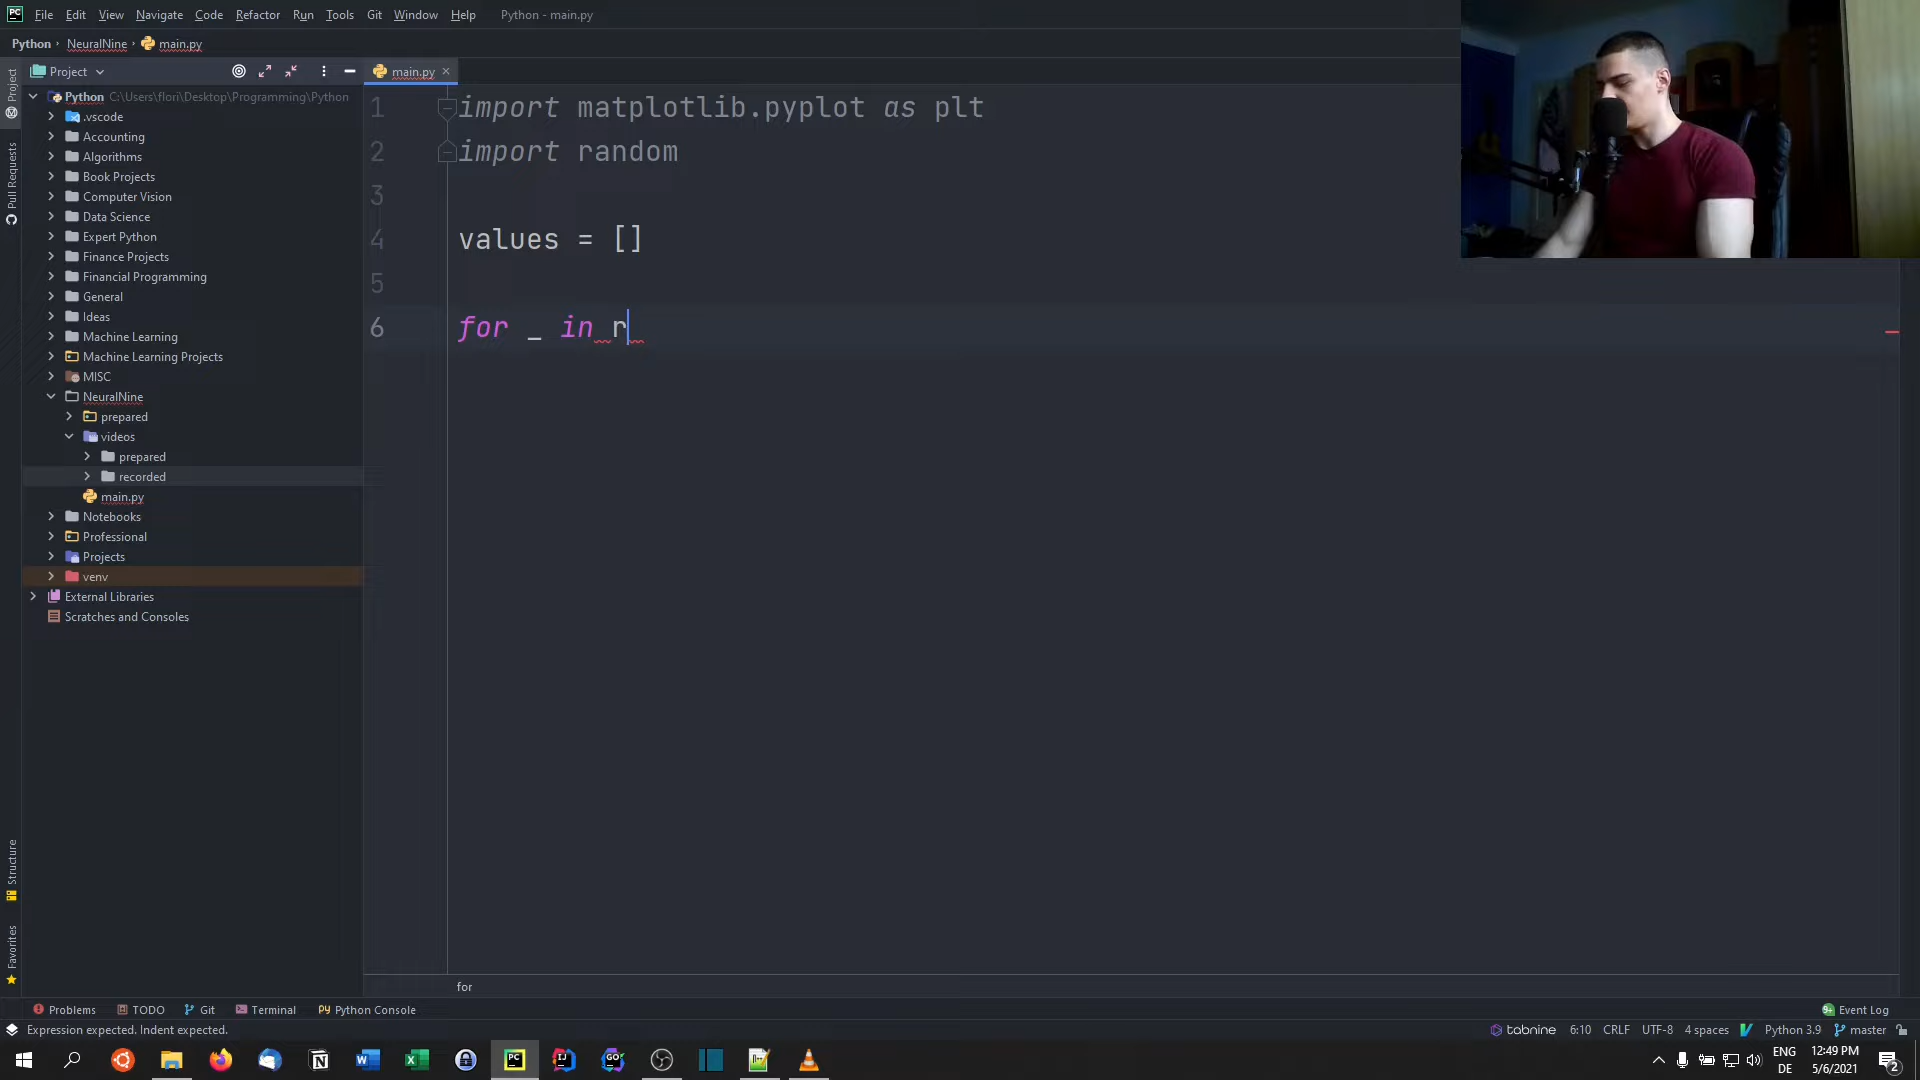 PC File Edit View Navigate Code Refactor Run Tools Git Window Help Python - main.py
Python NeuralNine main.py
Project
main.py
Project
Pull Requests
Structure
Favorites
Python C:\Users\flori\Desktop\Programming\Python
.vscode
Accounting
Algorithms
Book Projects
Computer Vision
Data Science
Expert Python
Finance Projects
Financial Programming
General
Ideas
Machine Learning
Machine Learning Projects
MISC
NeuralNine
prepared
videos
prepared
recorded
main.py
Notebooks
Professional
Projects
venv
External Libraries
Scratches and Consoles
1 import matplotlib.pyplot as plt
2 import random
3
4 values = []
5
6 for _ in r
for
Problems TODO Git Terminal Python Console 9+ Event Log
Expression expected. Indent expected. tabnine 6:10 CRLF UTF-8 4 spaces Python 3.9 master
ENG 12:49 PM
DE 5/6/2021 2